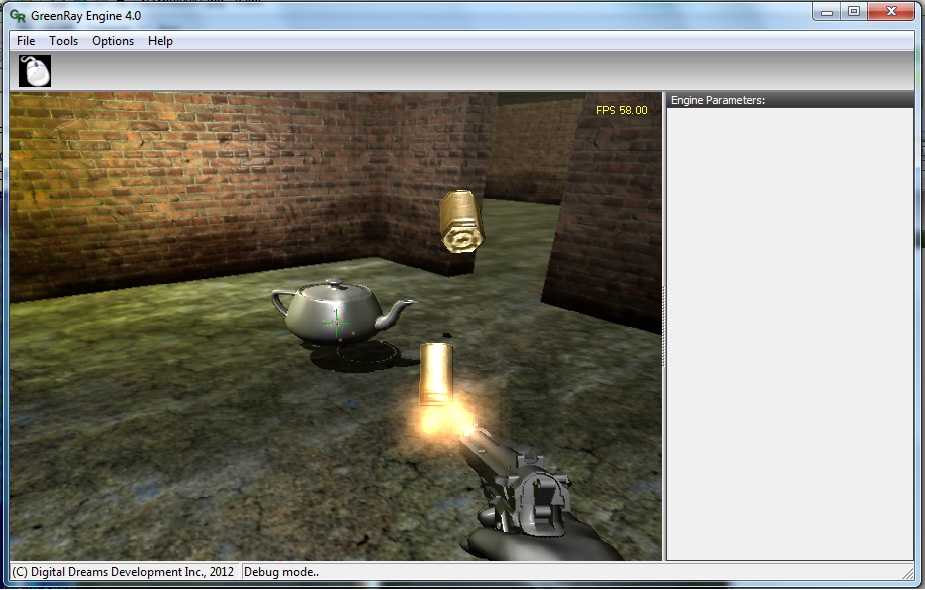 GR GreenRay Engine 4.0
File Tools Options Help
FPS 58.00
Engine Parameters:
(C) Digital Dreams Development Inc., 2012 Debug mode..